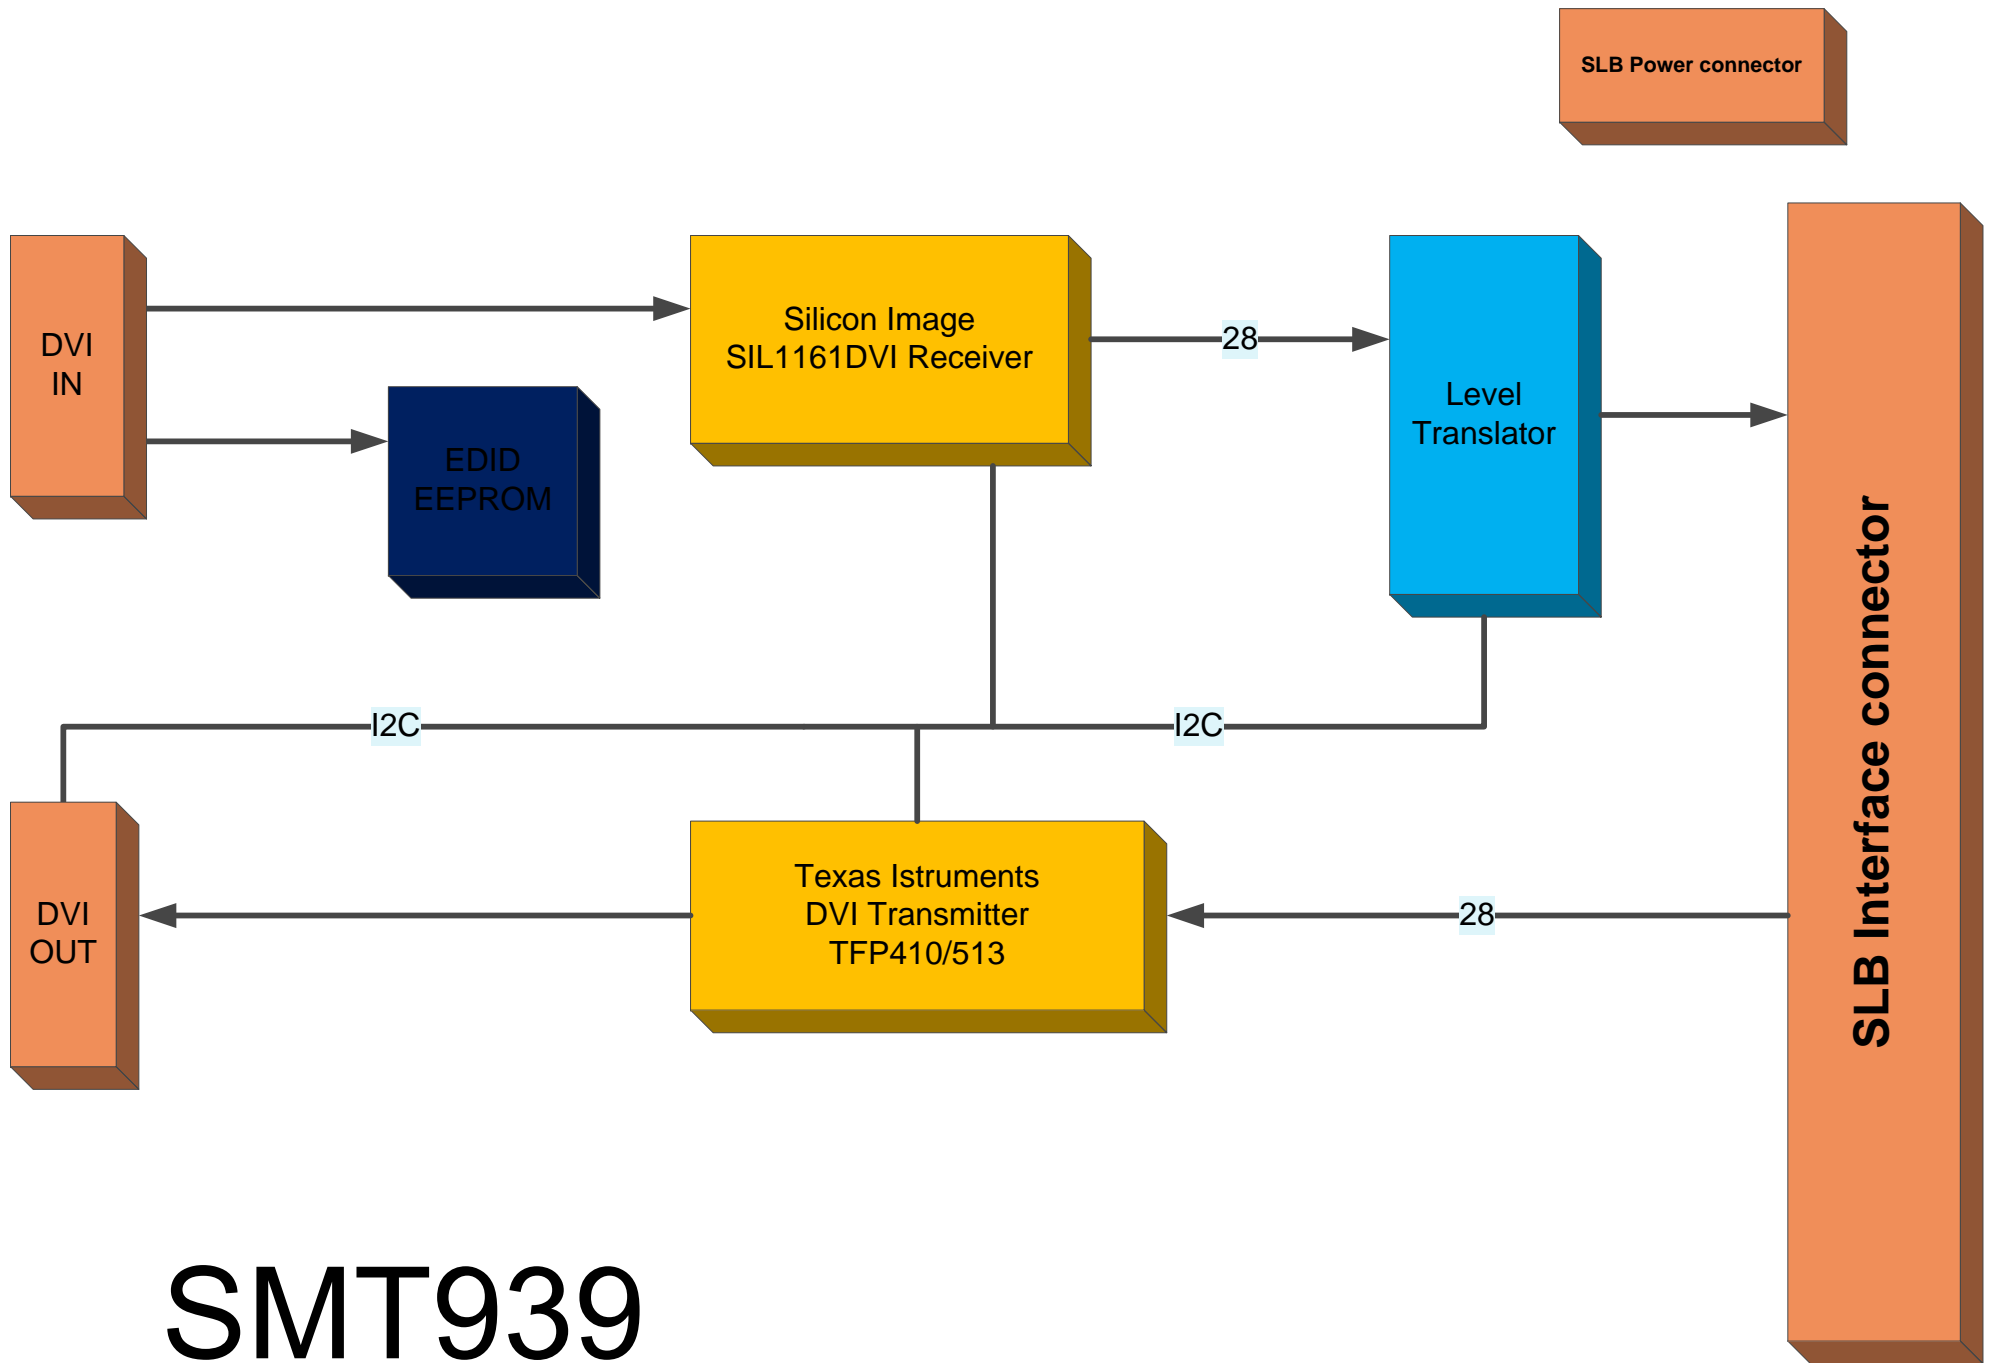 SLB Power connector
DVI
IN
Silicon Image
SIL1161DVI Receiver
28
Level
Translator
EDID
EEPROM
SLB Interface connector
I2C
I2C
DVI
OUT
Texas Istruments
DVI Transmitter
TFP410/513
28
SMT939